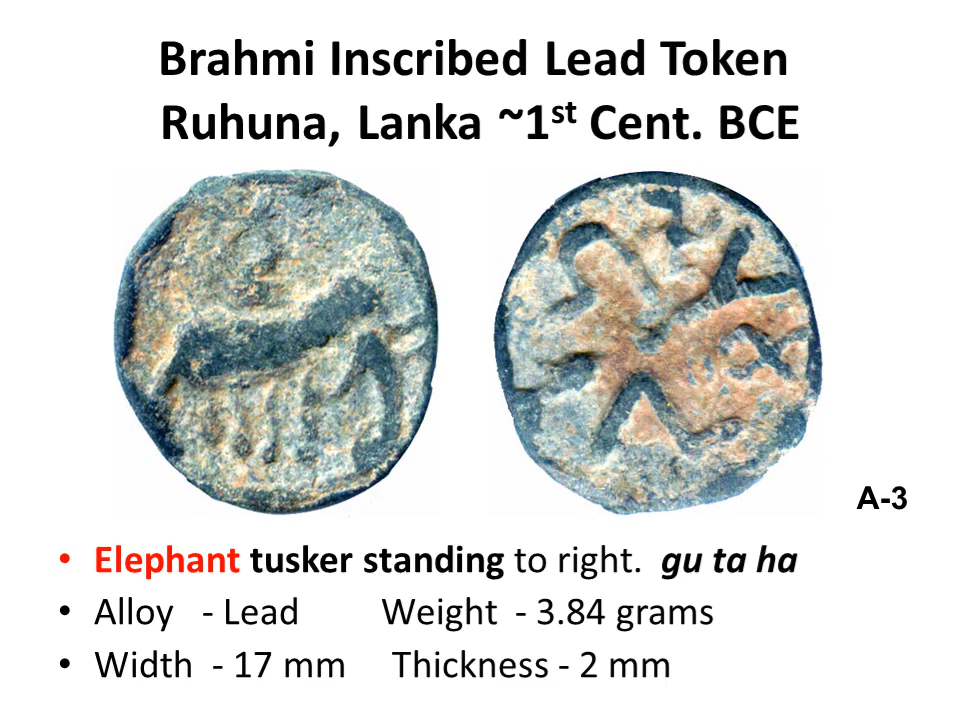 Brahmi Inscribed Lead Token
Ruhuna, Lanka ~1st Cent. BCE
A-3
• Elephant tusker standing to right. gu ta ha
• Alloy - Lead Weight - 3.84 grams
• Width - 17 mm Thickness - 2 mm